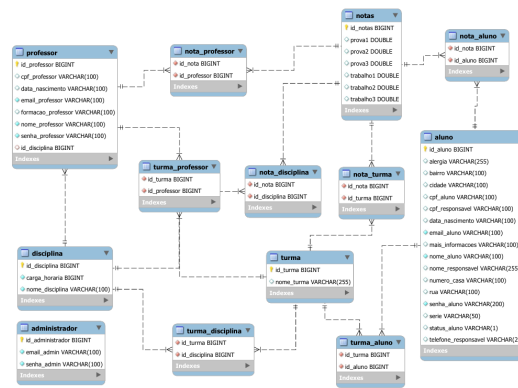 professor
id_professor BIGINT
cpf_professor VARCHAR(100)
data_nascimento VARCHAR(100)
email_professor VARCHAR(100)
formacao_professor VARCHAR(100)
nome_professor VARCHAR(100)
senha_professor VARCHAR(100)
id_disciplina BIGINT
Indexes
nota_professor
id_nota BIGINT
id_professor BIGINT
Indexes
notas
id_notas BIGINT
prova1 DOUBLE
prova2 DOUBLE
prova3 DOUBLE
trabalho1 DOUBLE
trabalho2 DOUBLE
trabalho3 DOUBLE
Indexes
nota_aluno
id_nota BIGINT
id_aluno BIGINT
Indexes
aluno
id_aluno BIGINT
alergia VARCHAR(255)
bairro VARCHAR(100)
cidade VARCHAR(100)
cpf_aluno VARCHAR(100)
cpf_responsavel VARCHAR(100)
data_nascimento VARCHAR(100)
email_aluno VARCHAR(100)
mais_informacoes VARCHAR(100)
nome_aluno VARCHAR(100)
nome_responsavel VARCHAR(255
numero_casa VARCHAR(100)
rua VARCHAR(100)
senha_aluno VARCHAR(200)
serie VARCHAR(50)
status_aluno VARCHAR(1)
telefone_responsavel VARCHAR(2
Indexes
turma_professor
id_turma BIGINT
id_professor BIGINT
Indexes
nota_disciplina
id_nota BIGINT
id_disciplina BIGINT
Indexes
nota_turma
id_nota BIGINT
id_turma BIGINT
Indexes
disciplina
id_disciplina BIGINT
carga_horaria BIGINT
nome_disciplina VARCHAR(100)
Indexes
turma
id_turma BIGINT
nome_turma VARCHAR(255)
Indexes
administrador
id_administrador BIGINT
email_admin VARCHAR(100)
senha_admin VARCHAR(100)
Indexes
turma_disciplina
id_turma BIGINT
id_disciplina BIGINT
Indexes
turma_aluno
id_turma BIGINT
id_aluno BIGINT
Indexes